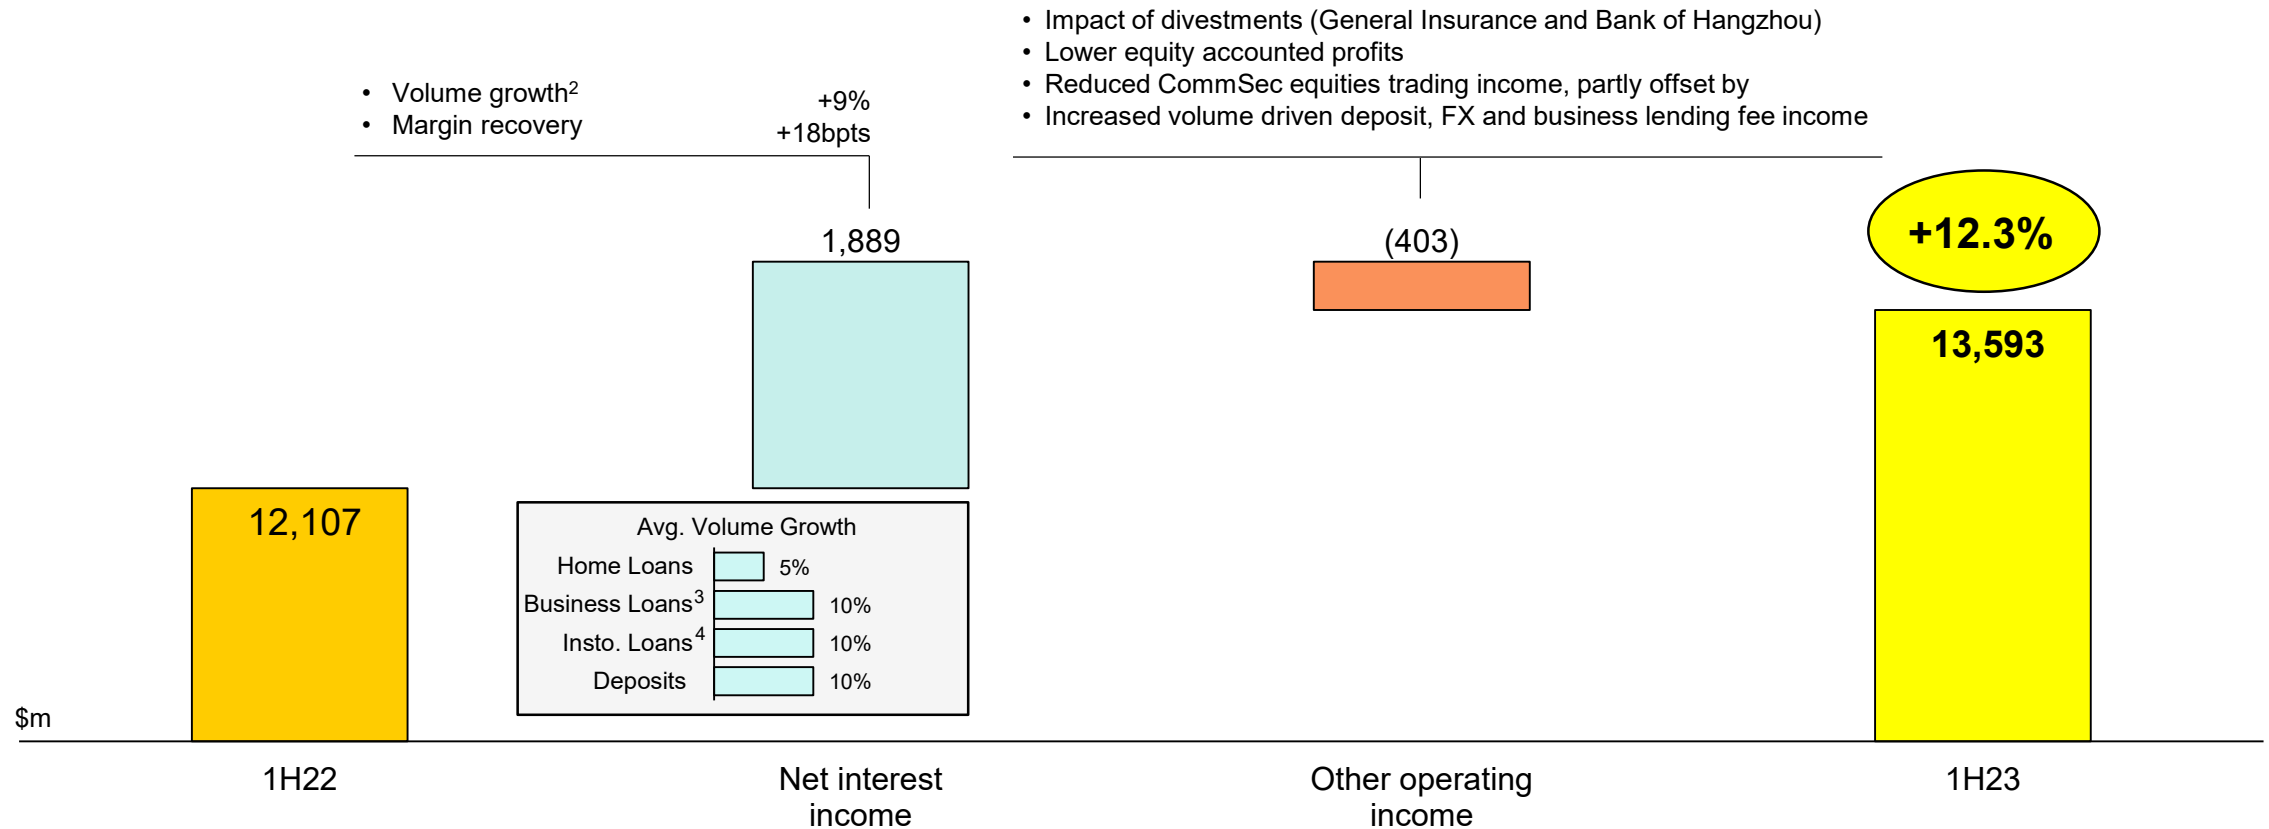 • Impact of divestments (General Insurance and Bank of Hangzhou)
• Lower equity accounted profits
• Reduced CommSec equities trading income, partly offset by
• Increased volume driven deposit, FX and business lending fee income
• Volume growth² +9%
• Margin recovery +18bpts
1,889
(403)
+12.3%
13,593
12,107
Avg. Volume Growth
Home Loans 5%
Business Loans³ 10%
Insto. Loans⁴ 10%
Deposits 10%
$m
1H22
Net interest
income
Other operating
income
1H23